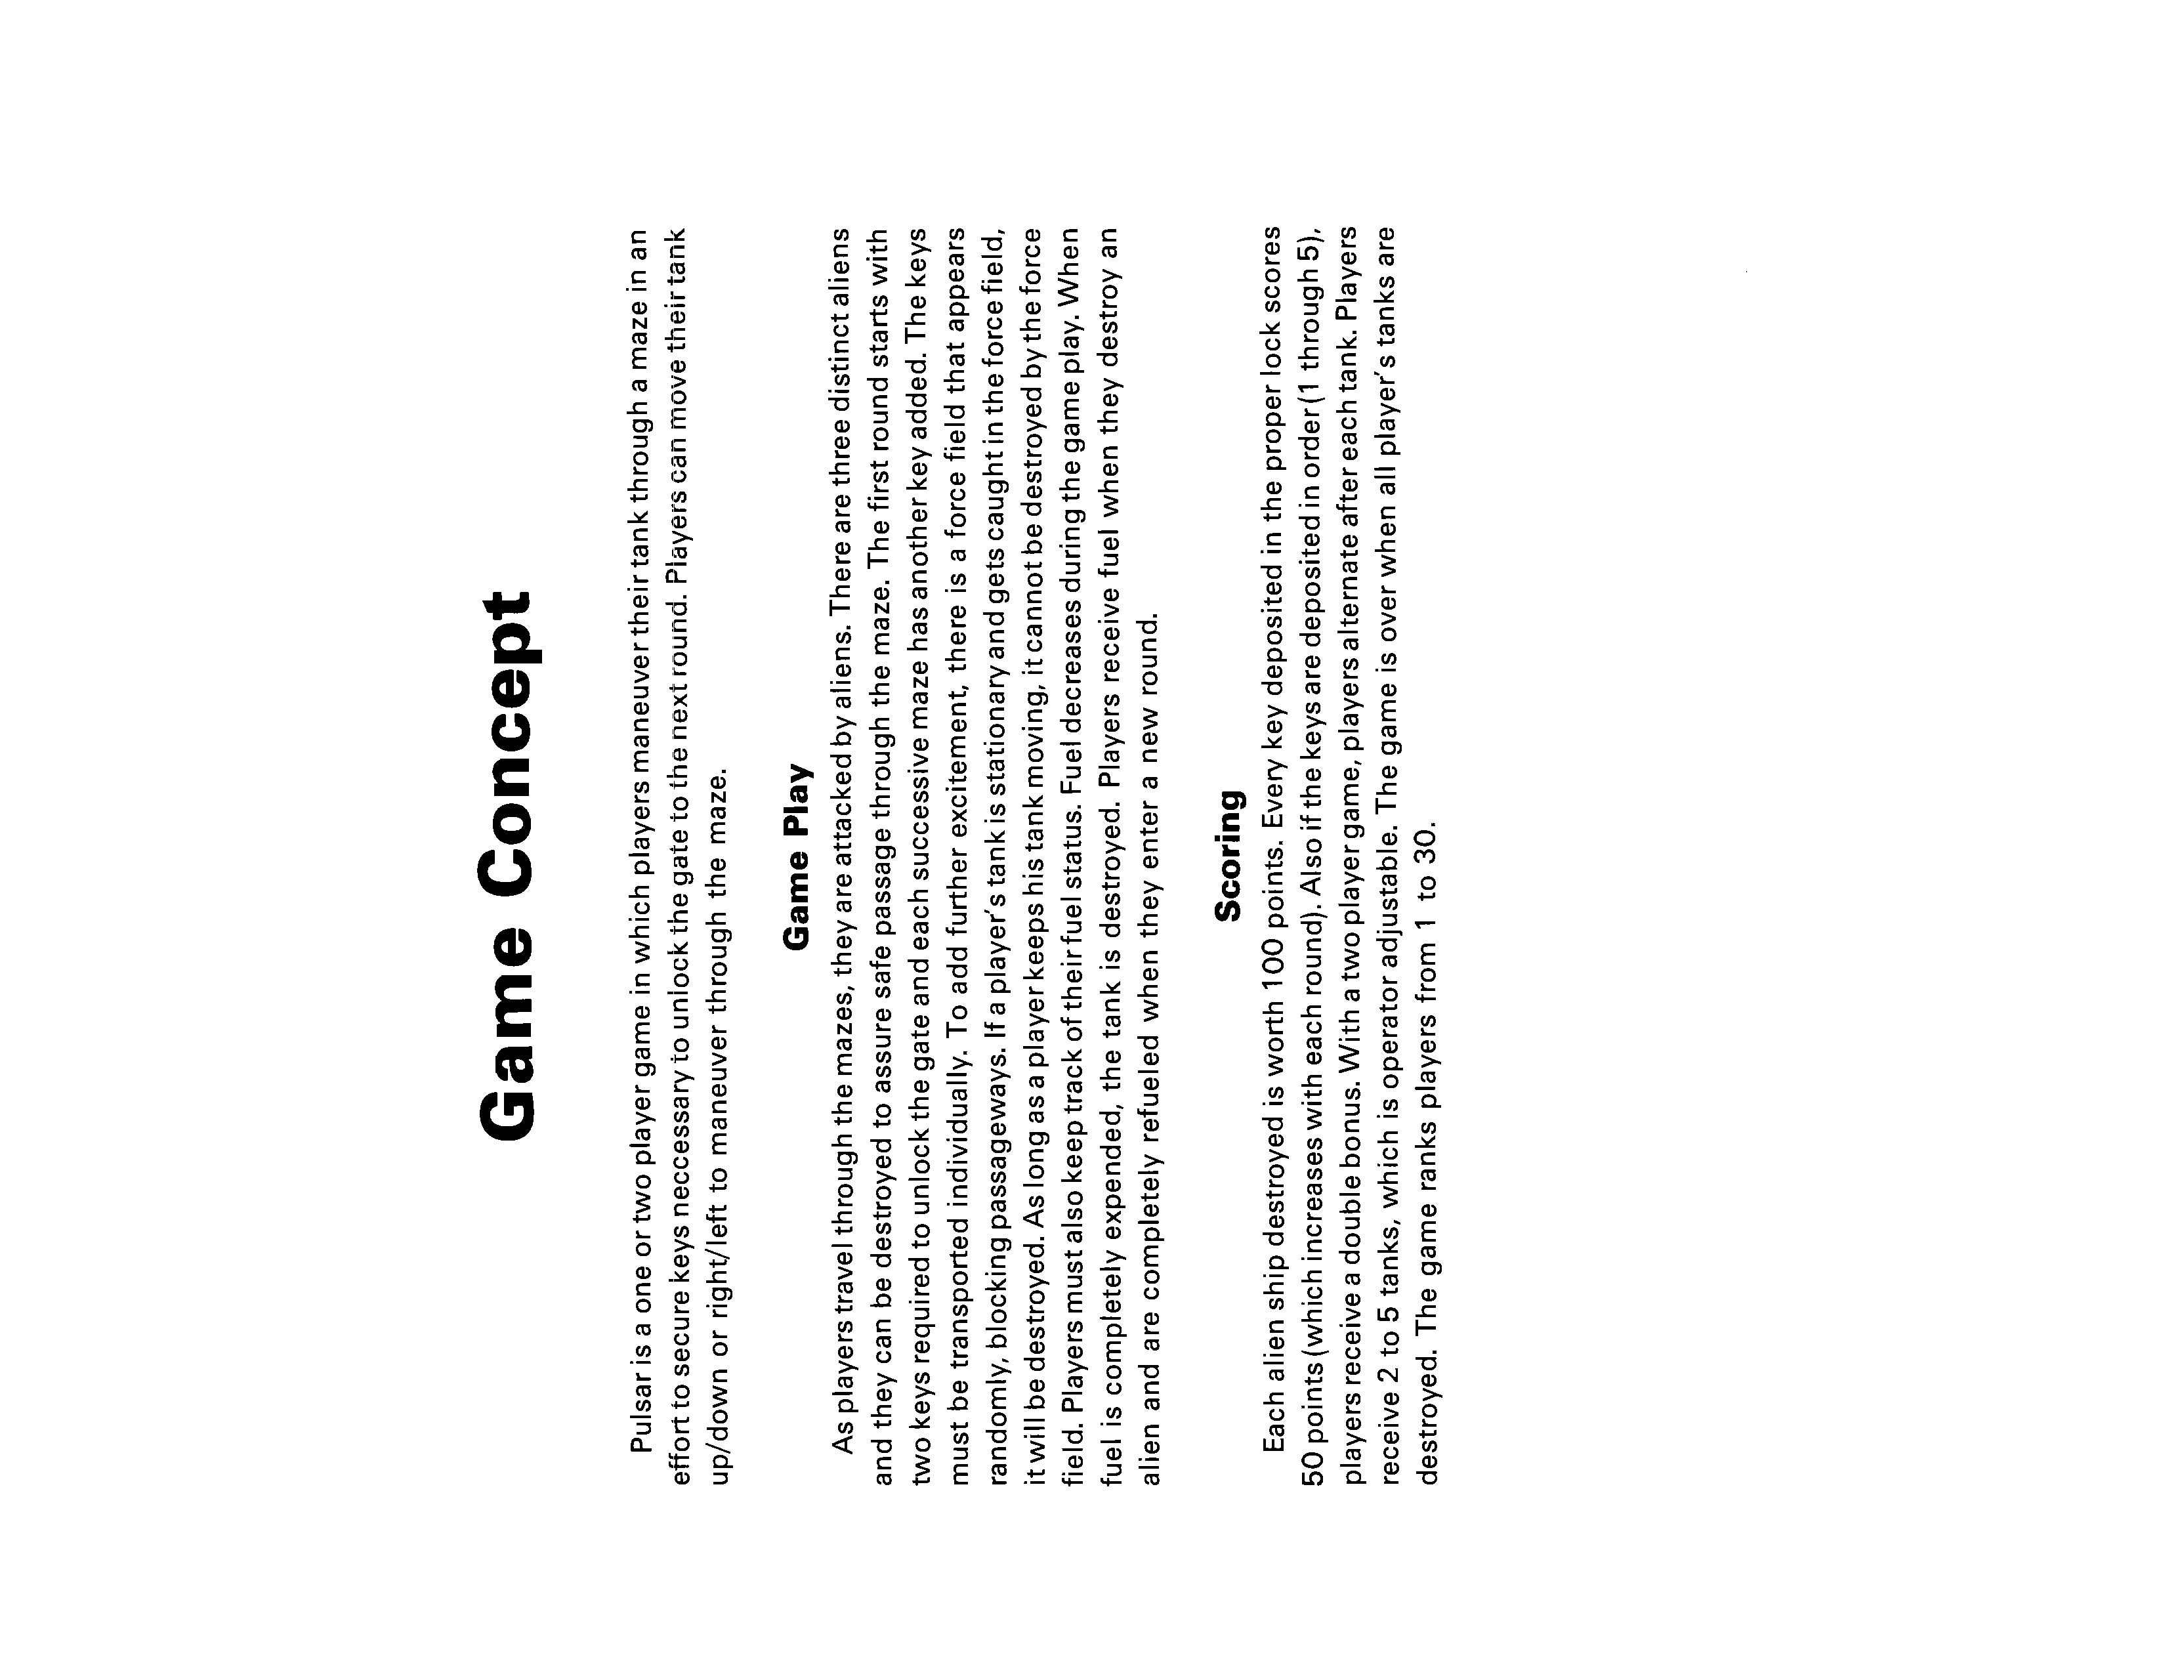 Game Concept
Pulsar is a one or two player game in which players maneuver their tank through a maze in an
effort to secure keys neccessary to unlock the gate to the next round. Players can move their tank
up/down or right/left to maneuver through the maze.
Game Play
As players travel through the mazes, they are attacked by aliens. There are three distinct aliens
and they can be destroyed to assure safe passage through the maze. The first round starts with
two keys required to unlock the gate and each successive maze has another key added. The keys
must be transported individually. To add further excitement, there is a force field that appears
randomly, blocking passageways. If a player's tank is stationary and gets caught in the force field,
it will be destroyed. As long as a player keeps his tank moving, it cannot be destroyed by the force
field. Players must also keep track of their fuel status. Fuel decreases during the game play. When
fuel is completely expended, the tank is destroyed. Players receive fuel when they destroy an
alien and are completely refueled when they enter a new round.
Scoring
Each alien ship destroyed is worth 100 points. Every key deposited in the proper lock scores
50 points (which increases with each round). Also if the keys are deposited in order (1 through 5),
players receive a double bonus. With a two player game, players alternate after each tank. Players
receive 2 to 5 tanks, which is operator adjustable. The game is over when all player's tanks are
destroyed. The game ranks players from 1 to 30.